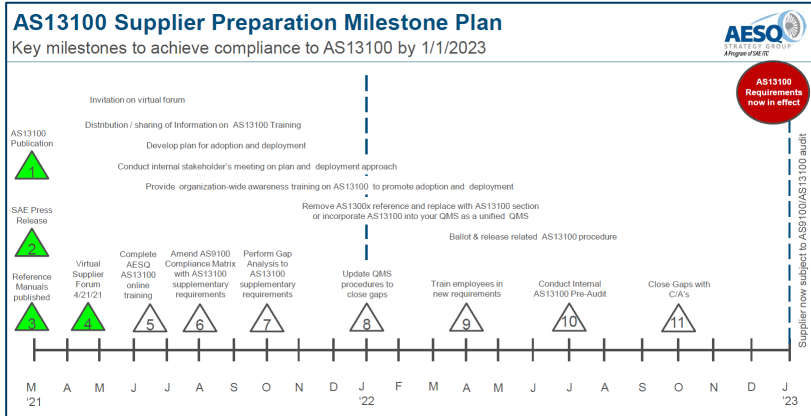 AS13100 Supplier Preparation Milestone Plan
Key milestones to achieve compliance to AS13100 by 1/1/2023
AESQ
STRATEGY GROUP
A Program of SAE ITC
AS13100
Requirements
now in effect
Invitation on virtual forum
Distribution / sharing of Information on AS13100 Training
Develop plan for adoption and deployment
Conduct internal stakeholder's meeting on plan and deployment approach
Provide organization-wide awareness training on AS13100 to promote adoption and deployment
Remove AS1300x reference and replace with AS13100 section
or incorporate AS13100 into your QMS as a unified QMS
Ballot & release related AS13100 procedure
AS13100
Publication
1
SAE Press
Release
2
Reference
Manuals
published
3
Virtual
Supplier
Forum
4/21/21
4
Complete
AESQ
AS13100
online
training
5
Amend AS9100
Compliance Matrix
with AS13100
supplementary
requirements
6
Perform Gap
Analysis to
AS13100
supplementary
requirements
7
Update QMS
procedures to
close gaps
8
Train employees in
new requirements
9
Conduct Internal
AS13100 Pre-Audit
10
Close Gaps with
C/A's
11
Supplier now subject to AS9100/AS13100 audit
M A M J J A S O N D J F M A M J J A S O N D J
'21 '22 '23